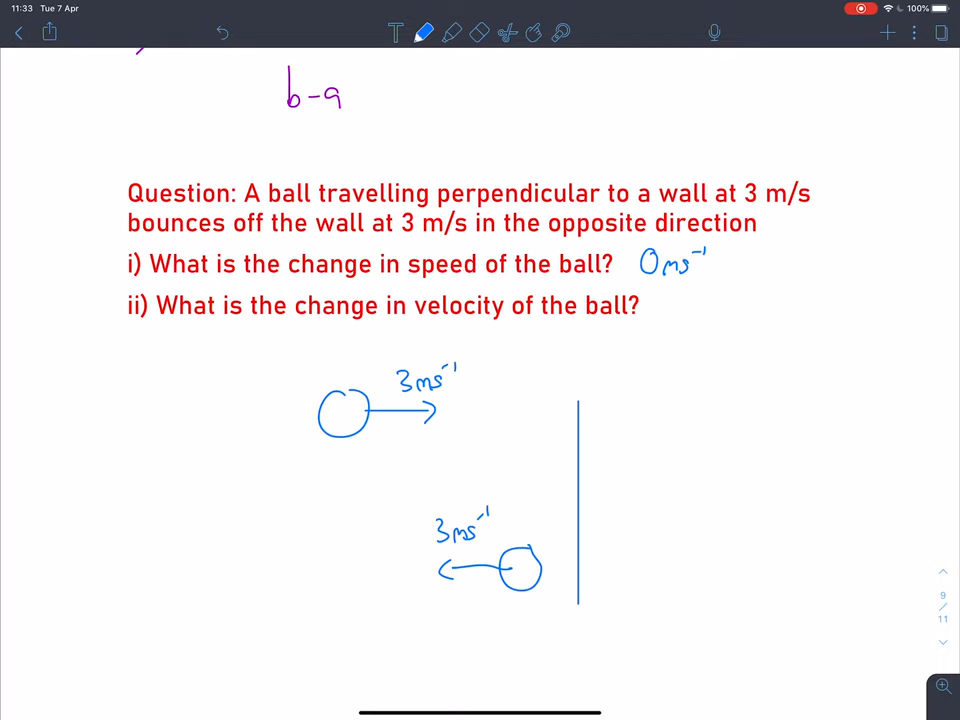 11:33 Tue 7 Apr
100%
T
b-a
Question: A ball travelling perpendicular to a wall at 3 m/s
bounces off the wall at 3 m/s in the opposite direction
i) What is the change in speed of the ball? 0ms⁻¹
ii) What is the change in velocity of the ball?
3ms⁻¹
3ms⁻¹
9
/
11